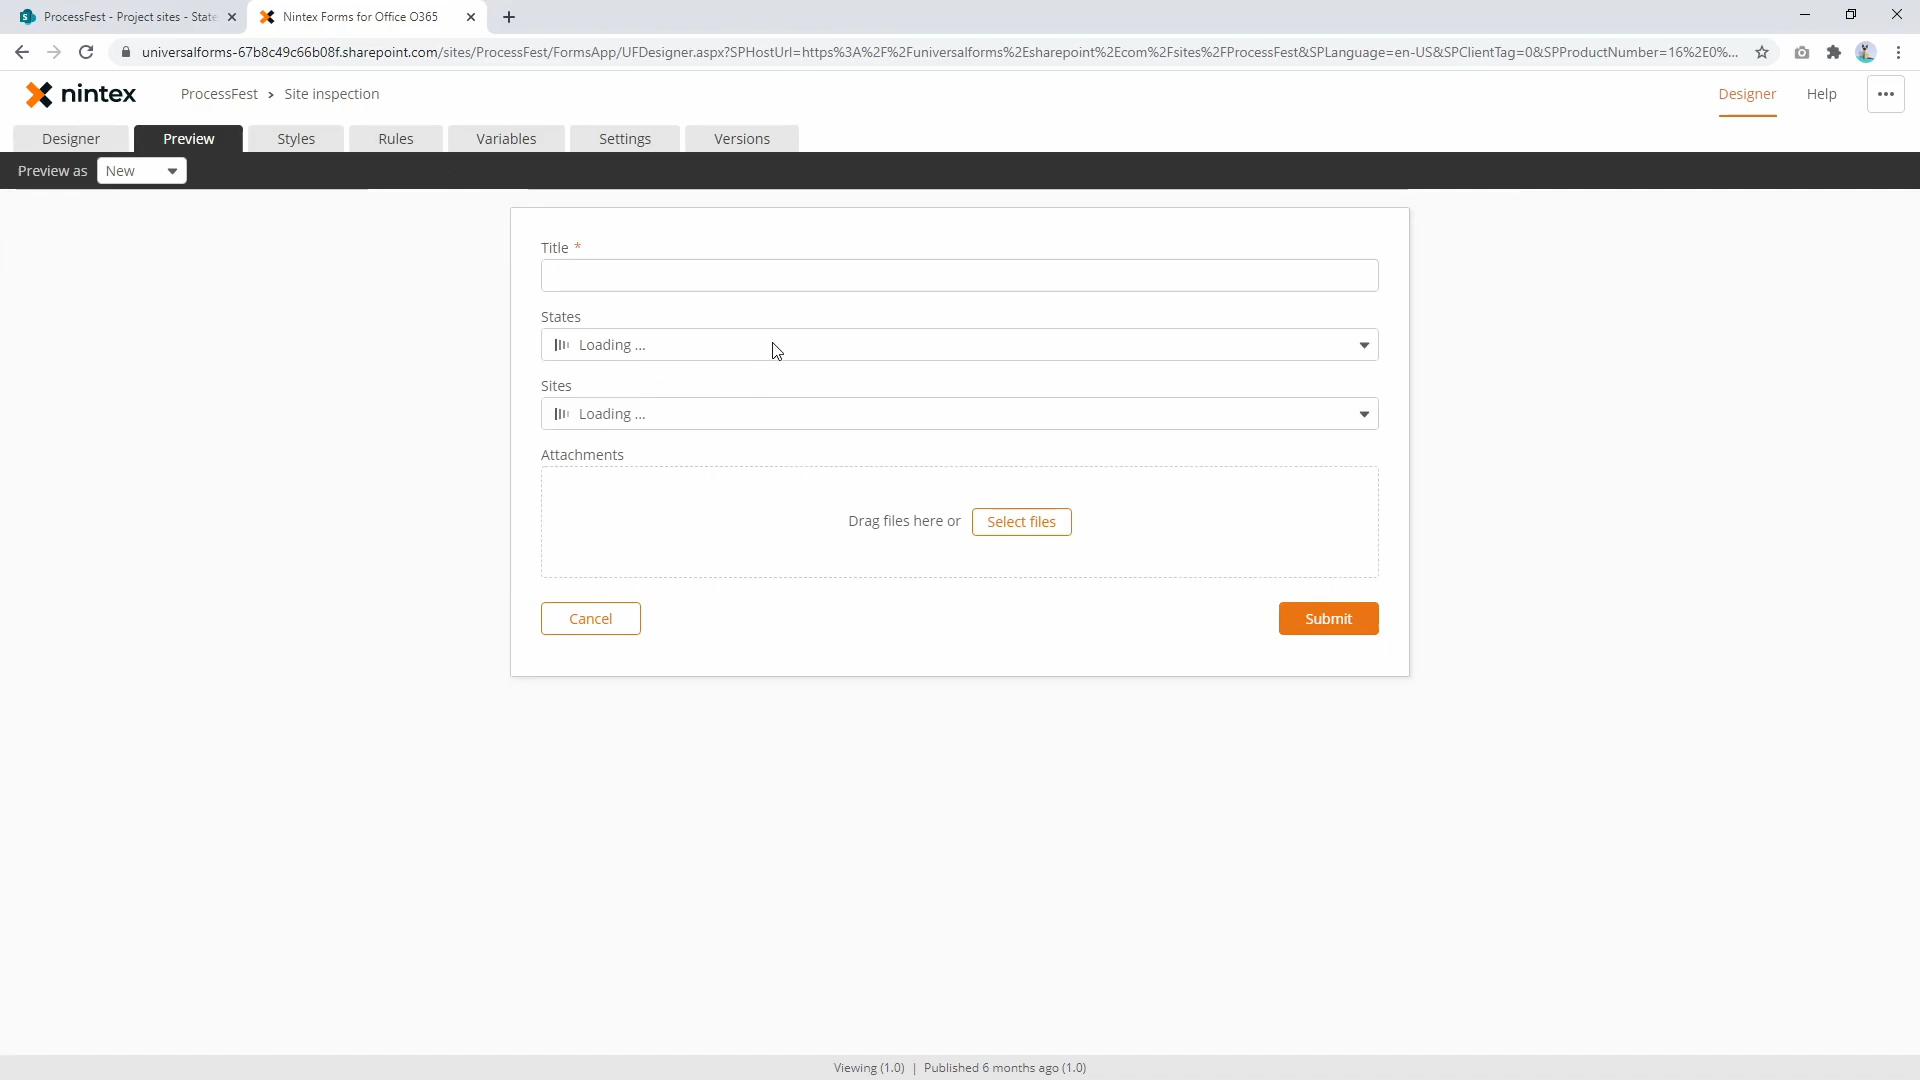 ProcessFest - Project sites - State
Nintex Forms for Office O365
universalforms-67b8c49c66b08f.sharepoint.com/sites/ProcessFest/FormsApp/UFDesigner.aspx?SPHostUrl=https%3A%2F%2Funiversalforms%2Esharepoint%2Ecom%2Fsites%2FProcessFest&SPLanguage=en-US&SPClientTag=0&SPProductNumber=16%2E0%...
nintex
ProcessFest > Site inspection
Designer Help
Designer Preview Styles Rules Variables Settings Versions
Preview as New
Title *
States
Loading ...
Sites
Loading ...
Attachments
Drag files here or Select files
Cancel Submit
Viewing (1.0) | Published 6 months ago (1.0)